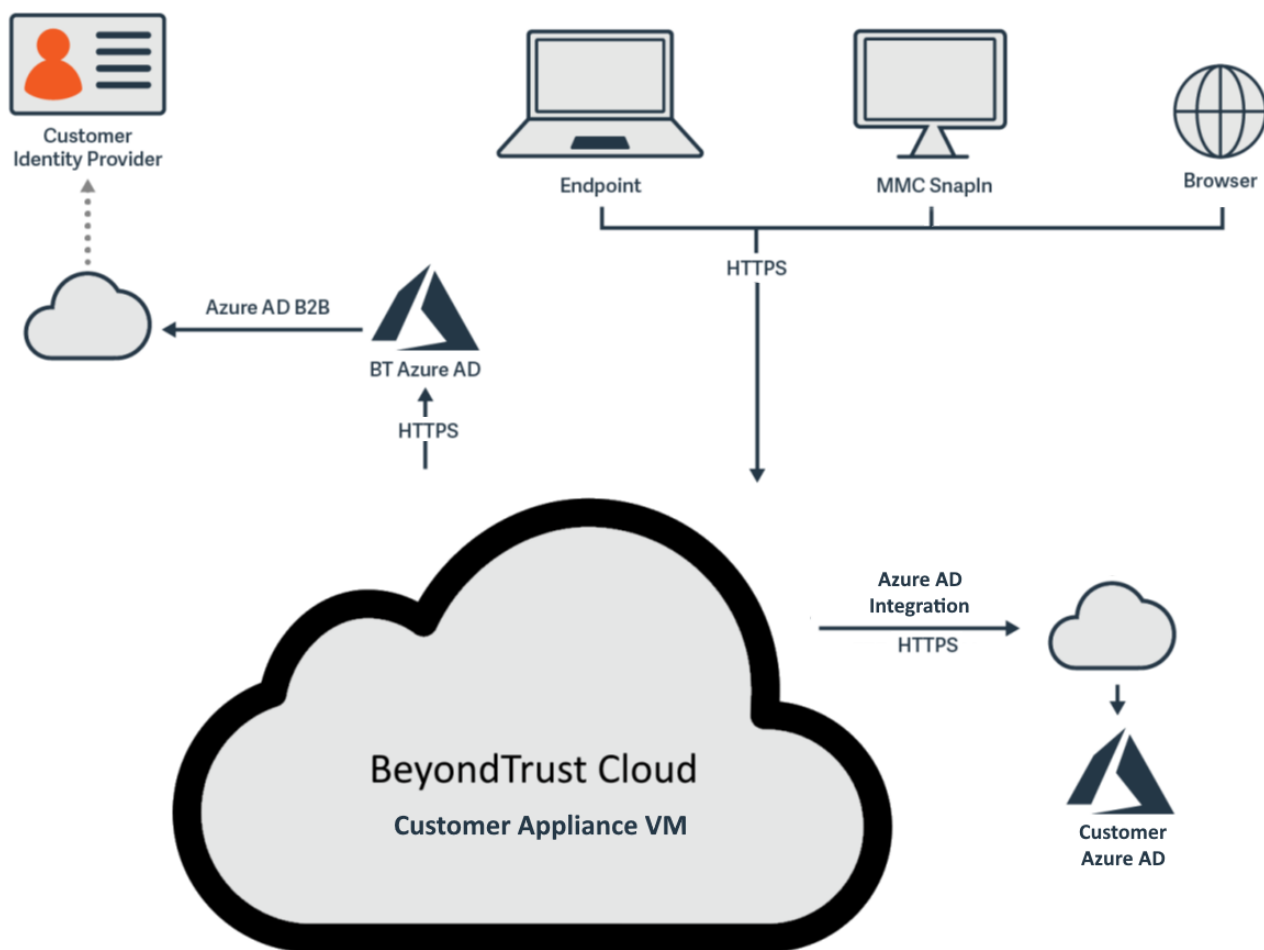 Customer
Identity Provider
Endpoint
MMC SnapIn
Browser
HTTPS
Azure AD B2B
BT Azure AD
HTTPS
Azure AD
Integration
HTTPS
BeyondTrust Cloud
Customer Appliance VM
Customer
Azure AD